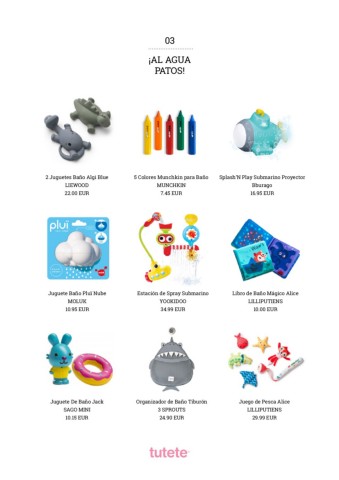 03
¡AL AGUA
PATOS!
2 Juguetes Baño Algi Blue
LIEWOOD
22.00 EUR
5 Colores Munchkin para Baño
MUNCHKIN
7.45 EUR
Splash'N Play Submarino Proyector
Bburago
16.95 EUR
plui
Juguete Baño Plui Nube
MOLUK
10.95 EUR
Estación de Spray Submarino
YOOKIDOO
34.99 EUR
Libro de Baño Mágico Alice
LILLIPUTIENS
10.00 EUR
Juguete De Baño Jack
SAGO MINI
10.15 EUR
Organizador de Baño Tiburón
3 SPROUTS
24.90 EUR
Juego de Pesca Alice
LILLIPUTIENS
29.99 EUR
tutete